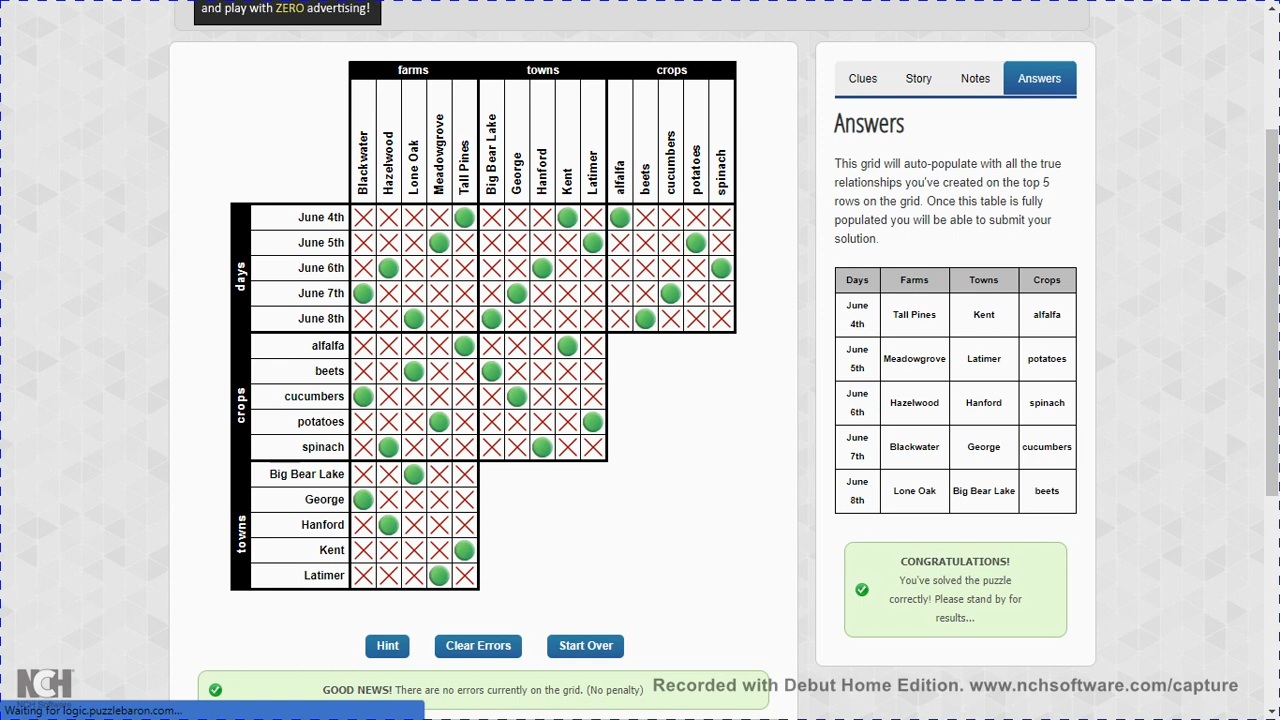 and play with ZERO advertising!
farms towns crops
Blackwater Hazelwood Lone Oak Meadowgrove Tall Pines Big Bear Lake George Hanford Kent Latimer alfalfa beets cucumbers potatoes spinach
days
June 4th
June 5th
June 6th
June 7th
June 8th
crops
alfalfa
beets
cucumbers
potatoes
spinach
towns
Big Bear Lake
George
Hanford
Kent
Latimer
Hint Clear Errors Start Over
GOOD NEWS! There are no errors currently on the grid. (No penalty)
Clues Story Notes Answers
Answers
This grid will auto-populate with all the true
relationships you've created on the top 5
rows on the grid. Once this table is fully
populated you will be able to submit your
solution.
Days Farms Towns Crops
June 4th Tall Pines Kent alfalfa
June 5th Meadowgrove Latimer potatoes
June 6th Hazelwood Hanford spinach
June 7th Blackwater George cucumbers
June 8th Lone Oak Big Bear Lake beets
CONGRATULATIONS!
You've solved the puzzle
correctly! Please stand by for
results...
NCH
NCH Software
Recorded with Debut Home Edition. www.nchsoftware.com/capture
Waiting for logic.puzzlebaron.com...